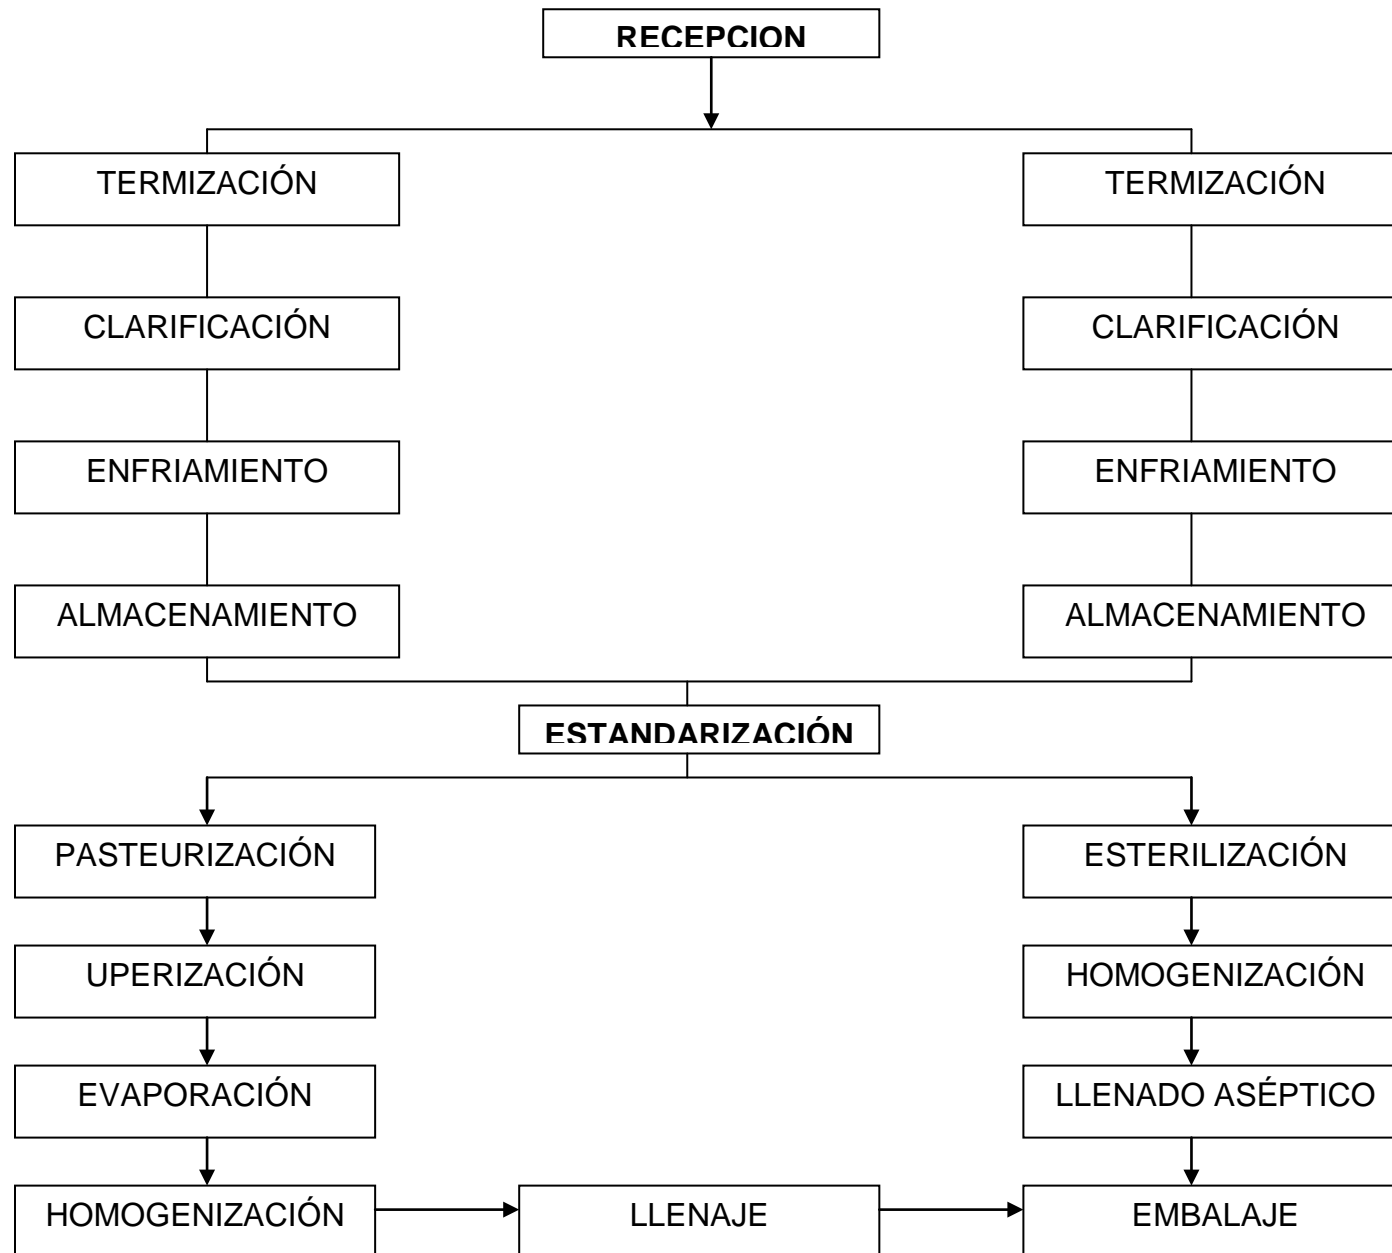 RECEPCION
TERMIZACIÓN
TERMIZACIÓN
CLARIFICACIÓN
CLARIFICACIÓN
ENFRIAMIENTO
ENFRIAMIENTO
ALMACENAMIENTO
ALMACENAMIENTO
ESTANDARIZACIÓN
PASTEURIZACIÓN
ESTERILIZACIÓN
UPERIZACIÓN
HOMOGENIZACIÓN
EVAPORACIÓN
LLENADO ASÉPTICO
HOMOGENIZACIÓN
LLENAJE
EMBALAJE